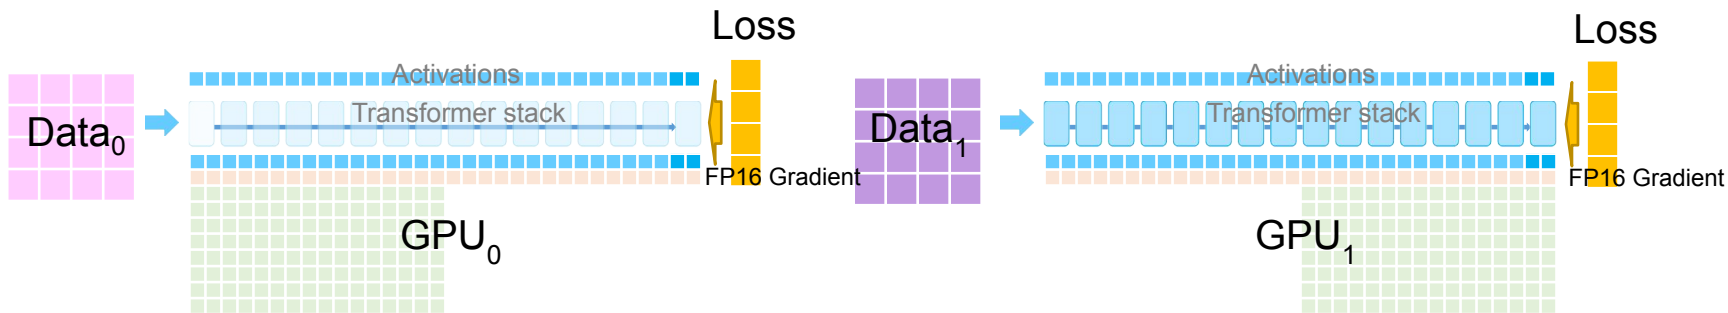 Loss
Activations
Transformer stack
Data0
FP16 Gradient
GPU0
Loss
Activations
Transformer stack
Data1
FP16 Gradient
GPU1